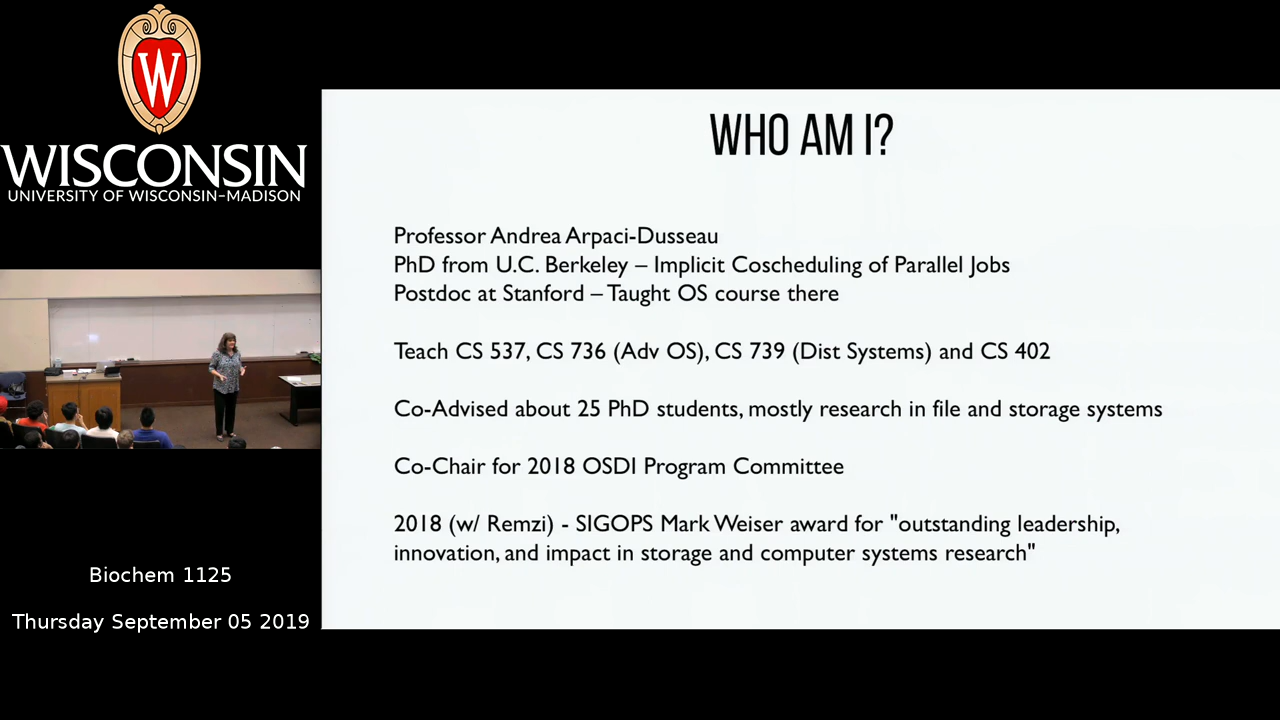 W
WISCONSIN
UNIVERSITY OF WISCONSIN–MADISON
Biochem 1125
Thursday September 05 2019
WHO AM I?
Professor Andrea Arpaci-Dusseau
PhD from U.C. Berkeley – Implicit Coscheduling of Parallel Jobs
Postdoc at Stanford – Taught OS course there
Teach CS 537, CS 736 (Adv OS), CS 739 (Dist Systems) and CS 402
Co-Advised about 25 PhD students, mostly research in file and storage systems
Co-Chair for 2018 OSDI Program Committee
2018 (w/ Remzi) - SIGOPS Mark Weiser award for "outstanding leadership,
innovation, and impact in storage and computer systems research"